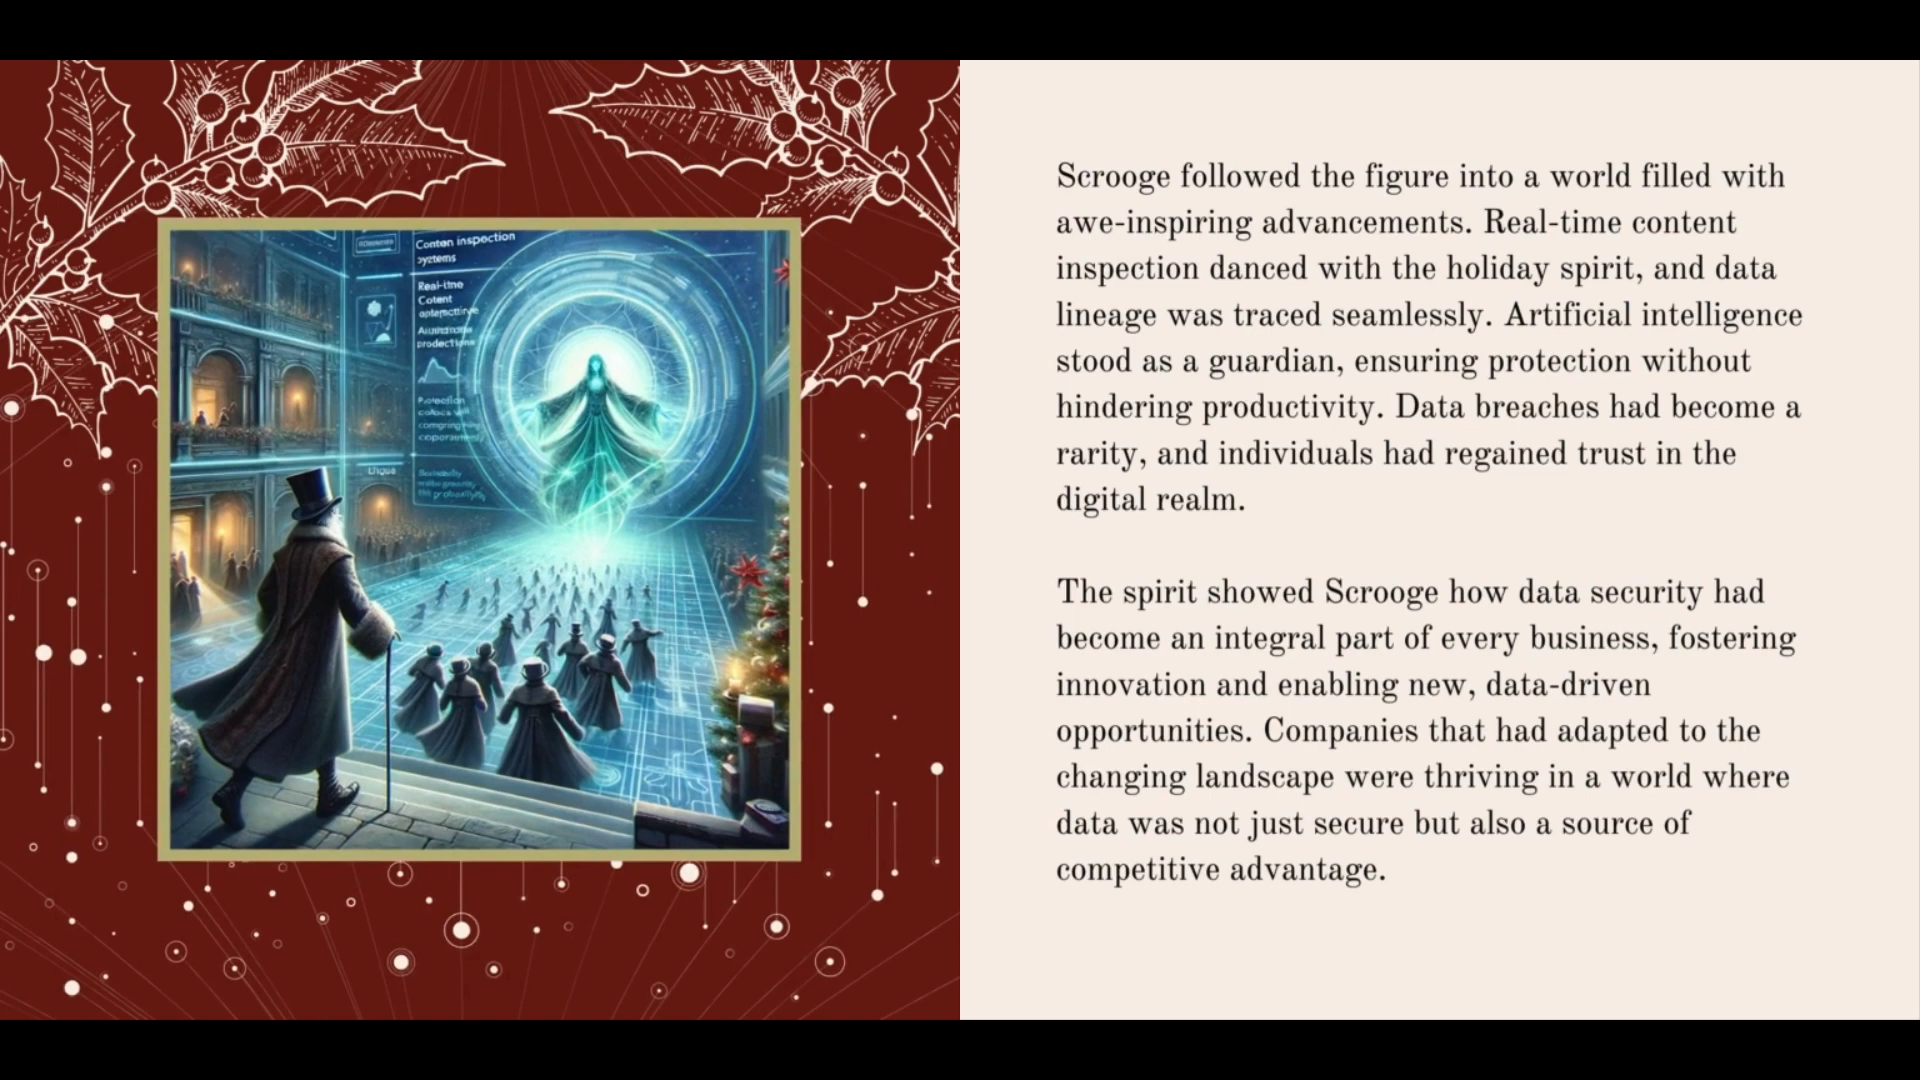 Conten inspection
systems
Real-time
Cotent
Scrooge followed the figure into a world filled with
awe-inspiring advancements. Real-time content
inspection danced with the holiday spirit, and data
lineage was traced seamlessly. Artificial intelligence
stood as a guardian, ensuring protection without
hindering productivity. Data breaches had become a
rarity, and individuals had regained trust in the
digital realm.
The spirit showed Scrooge how data security had
become an integral part of every business, fostering
innovation and enabling new, data-driven
opportunities. Companies that had adapted to the
changing landscape were thriving in a world where
data was not just secure but also a source of
competitive advantage.